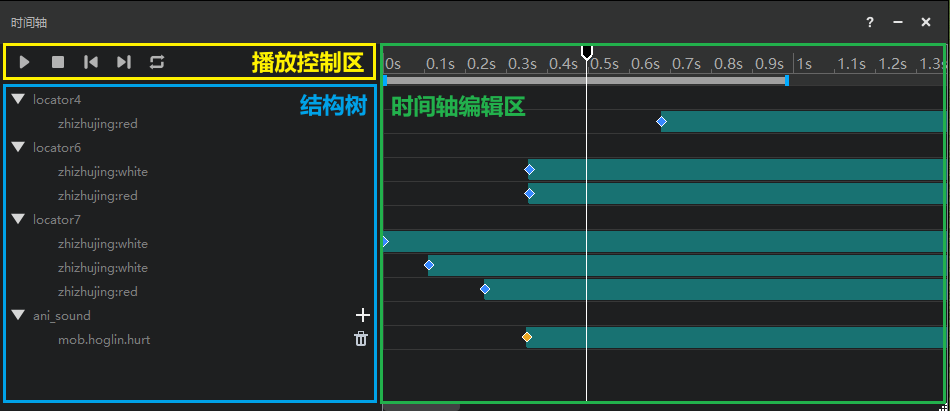 时间轴
?
播放控制区
0s 0.1s 0.2s 0.3s 0.4s 0.5s 0.6s 0.7s 0.8s 0.9s 1s 1.1s 1.2s 1.3s
结构树
时间轴编辑区
locator4
zhizhujing:red
locator6
zhizhujing:white
zhizhujing:red
locator7
zhizhujing:white
zhizhujing:white
zhizhujing:red
ani_sound
mob.hoglin.hurt